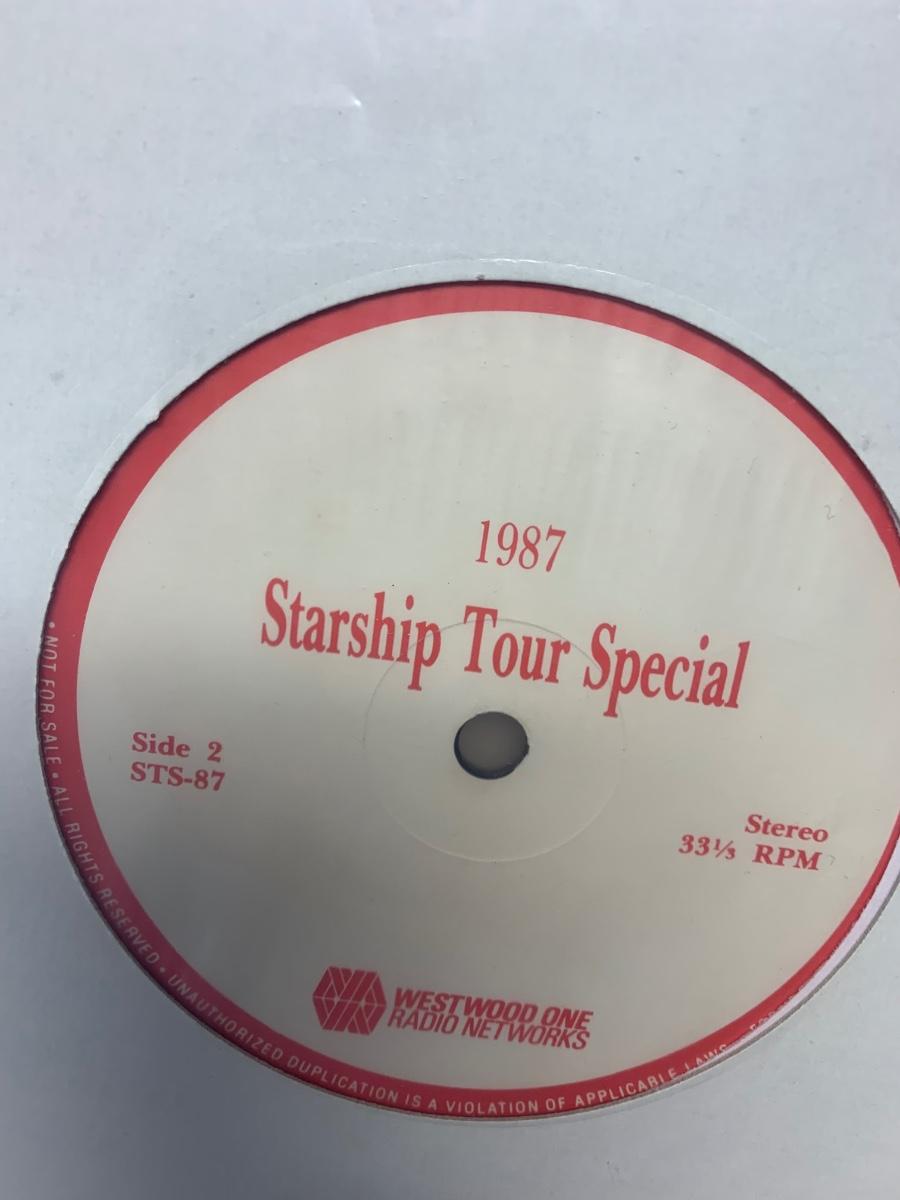 1987
Starship Tour Special
Side 2
STS-87
Stereo
33⅓ RPM
WESTWOOD ONE
RADIO NETWORKS
• NOT FOR SALE • ALL RIGHTS RESERVED • UNAUTHORIZED DUPLICATION IS A VIOLATION OF APPLICABLE LAWS